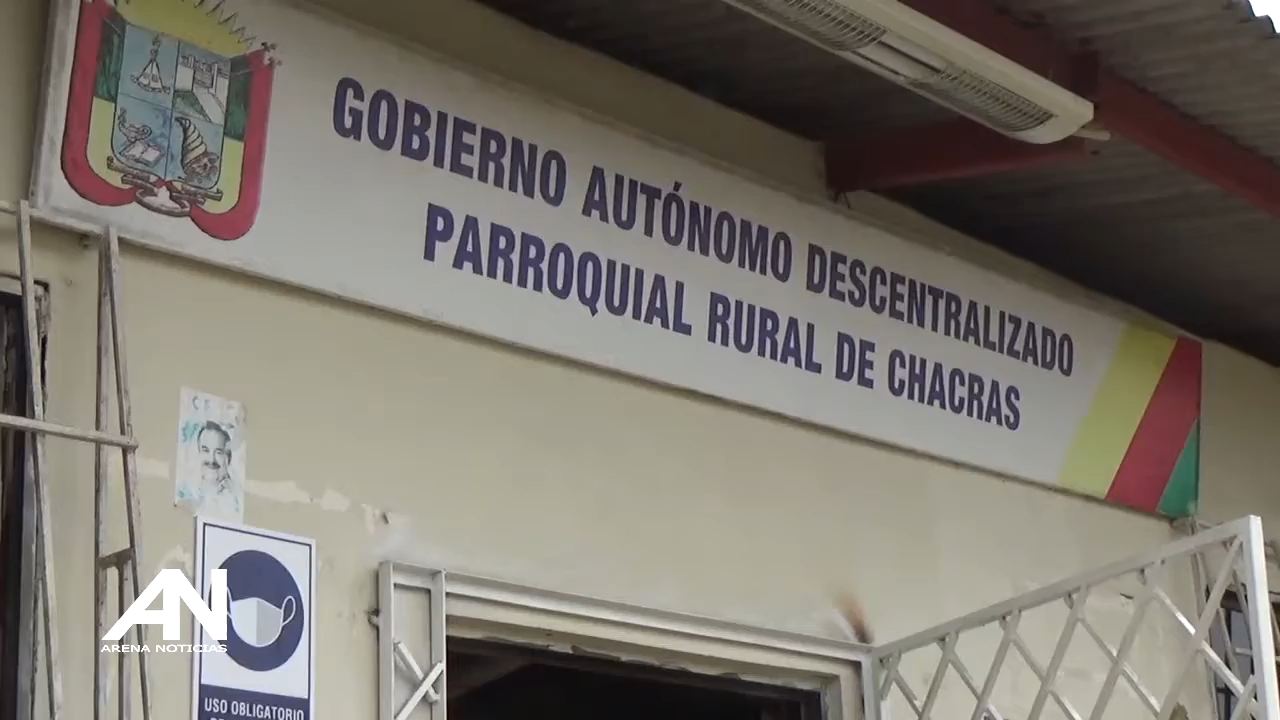 GOBIERNO AUTÓNOMO DESCENTRALIZADO
PARROQUIAL RURAL DE CHACRAS
USO OBLIGATORIO
AN
ARENA NOTICIAS